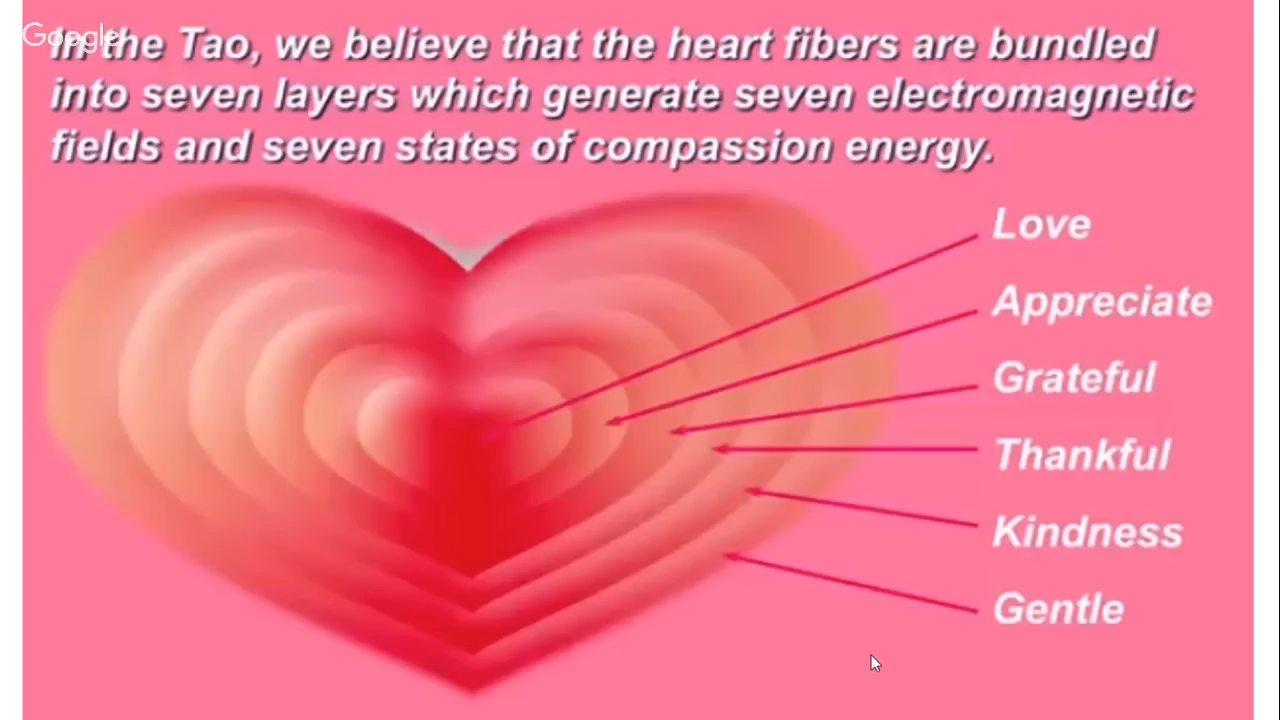 Google
In the Tao, we believe that the heart fibers are bundled
into seven layers which generate seven electromagnetic
fields and seven states of compassion energy.
Love
Appreciate
Grateful
Thankful
Kindness
Gentle